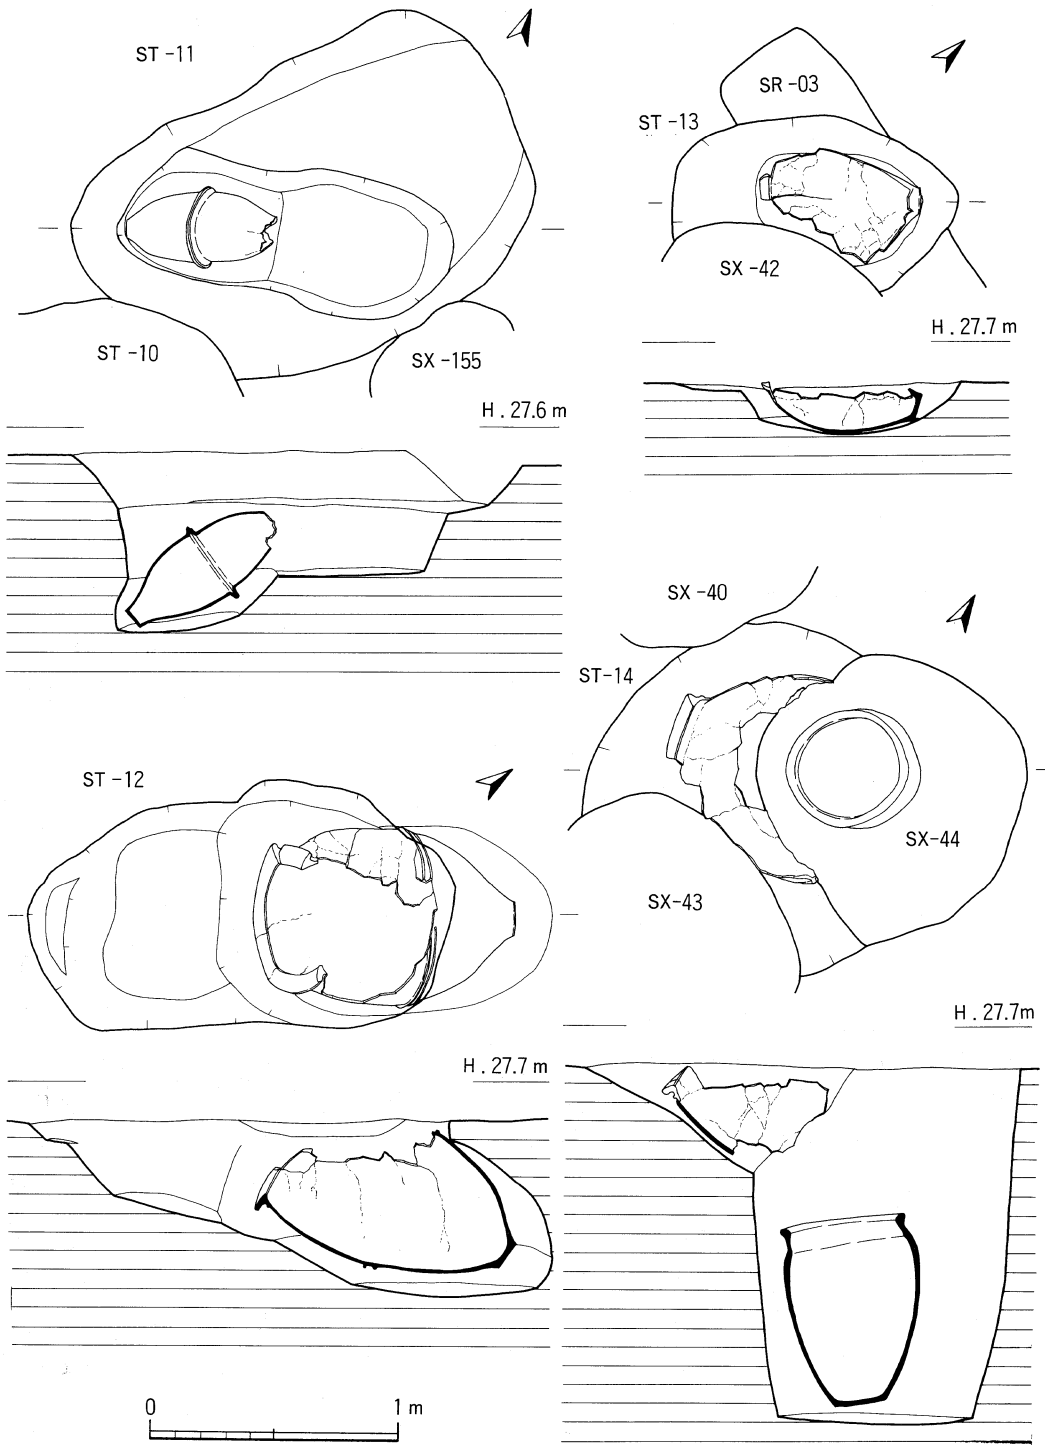 ST-11
ST-10
SX-155
H. 27.6 m
SR-03
ST-13
SX-42
H. 27.7 m
SX-40
ST-14
SX-44
SX-43
H. 27.7m
ST-12
H. 27.7 m
0 1 m